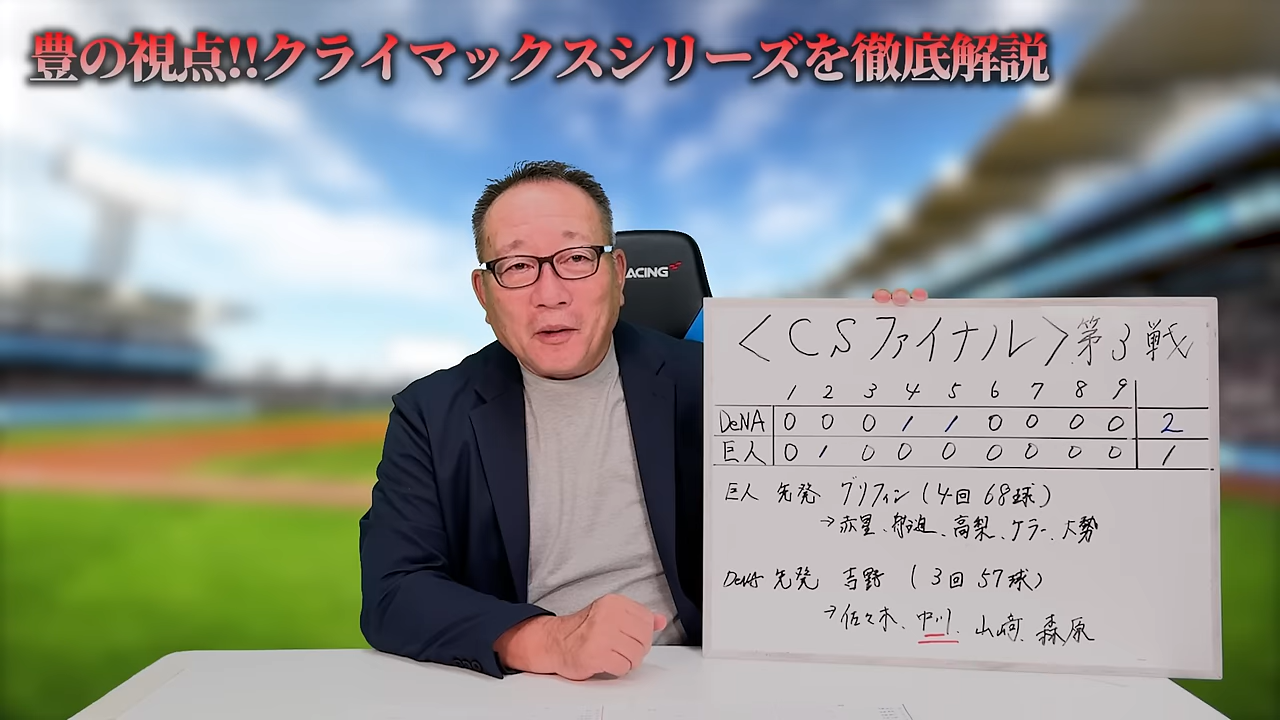 豊の視点!!クライマックスシリーズを徹底解説
ACING
<CSファイナル>第3戦
1 2 3 4 5 6 7 8 9
DeNA 0 0 0 1 1 0 0 0 0 2
巨人 0 1 0 0 0 0 0 0 0 1
巨人 先発 グリフィン (4回 68球)
→赤星、船迫、高梨、ケラー、大勢
DeNA 先発 吉野 (3回 57球)
→佐々木、中川、山﨑、森原